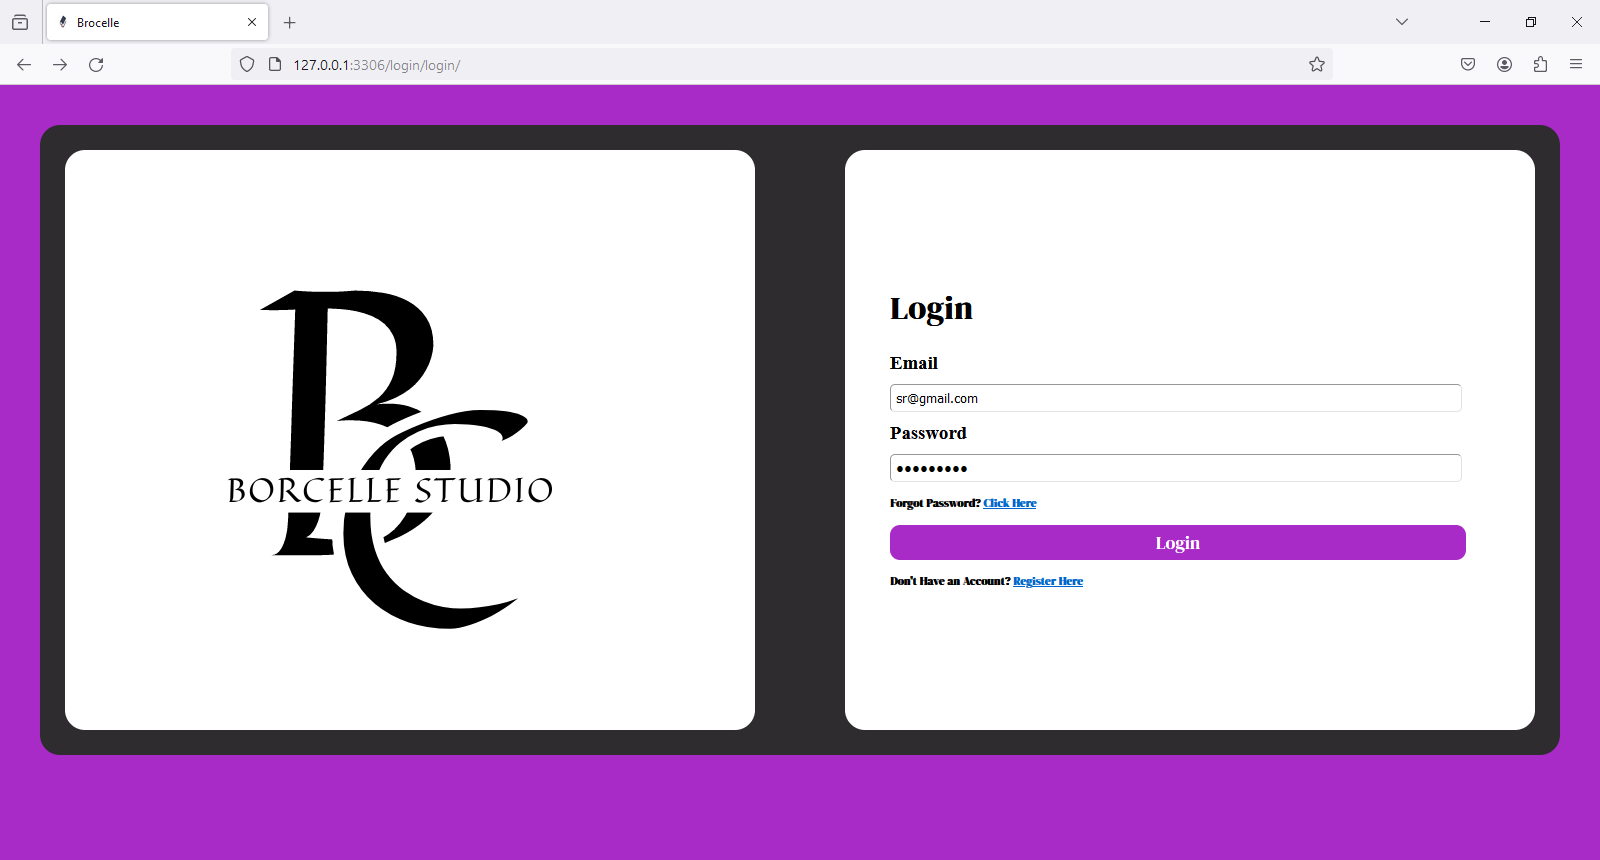 Brocelle
127.0.0.1:3306/login/login/
BC
BORCELLE STUDIO
Login
Email
sr@gmail.com
Password
•••••••••
Forgot Password? Click Here
Login
Don't Have an Account? Register Here